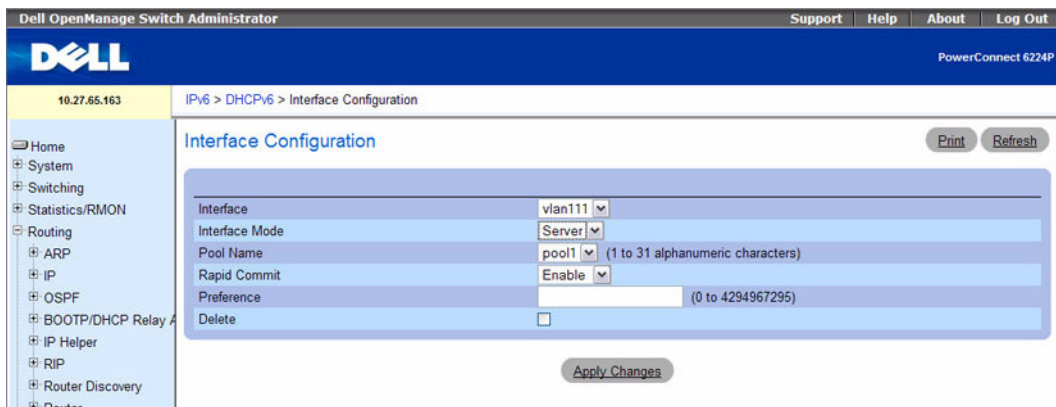 Dell OpenManage Switch Administrator
Support Help About Log Out
DELL
PowerConnect 6224P
10.27.65.163
IPv6 > DHCPv6 > Interface Configuration
Home
System
Switching
Statistics/RMON
Routing
ARP
IP
OSPF
BOOTP/DHCP Relay A
IP Helper
RIP
Router Discovery
Router
Interface Configuration
Print Refresh
Interface vlan111
Interface Mode Server
Pool Name pool1 (1 to 31 alphanumeric characters)
Rapid Commit Enable
Preference (0 to 4294967295)
Delete
Apply Changes